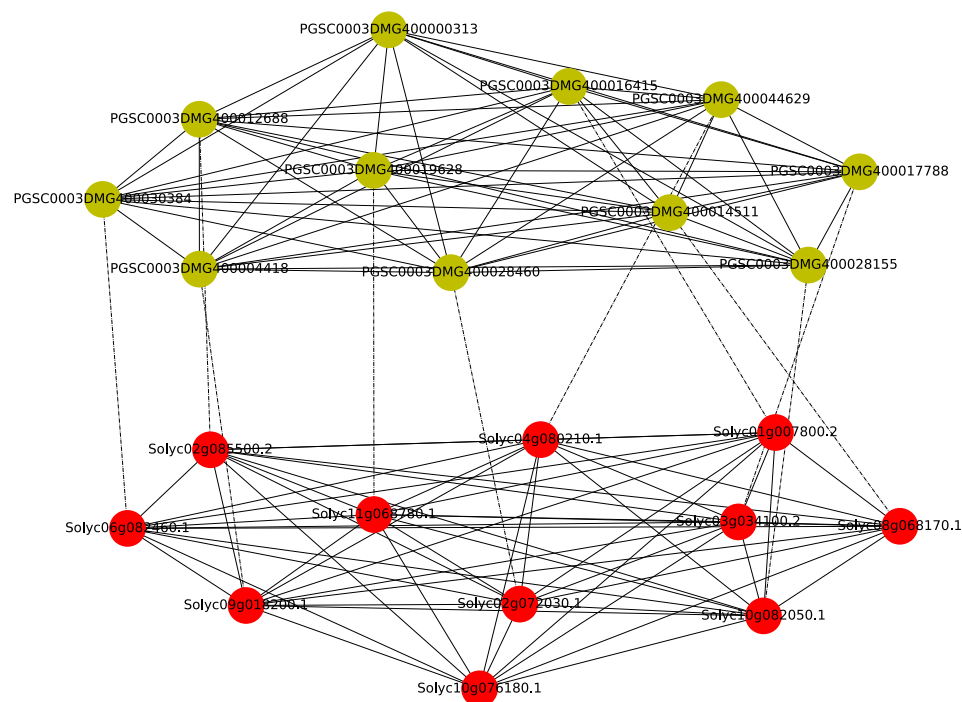 PGSC0003DMG400000313
PGSC0003DMG400016415
PGSC0003DMG400044629
PGSC0003DMG400012688
PGSC0003DMG400019628
PGSC0003DMG400017788
PGSC0003DMG400030384
PGSC0003DMG400014511
PGSC0003DMG400004418
PGSC0003DMG400028460
PGSC0003DMG400028155
Solyc04g080210.1
Solyc01g007800.2
Solyc02g085500.2
Solyc11g068780.1
Solyc03g034100.2
Solyc06g082460.1
Solyc08g068170.1
Solyc09g018200.1
Solyc02g072030.1
Solyc10g082050.1
Solyc10g076180.1